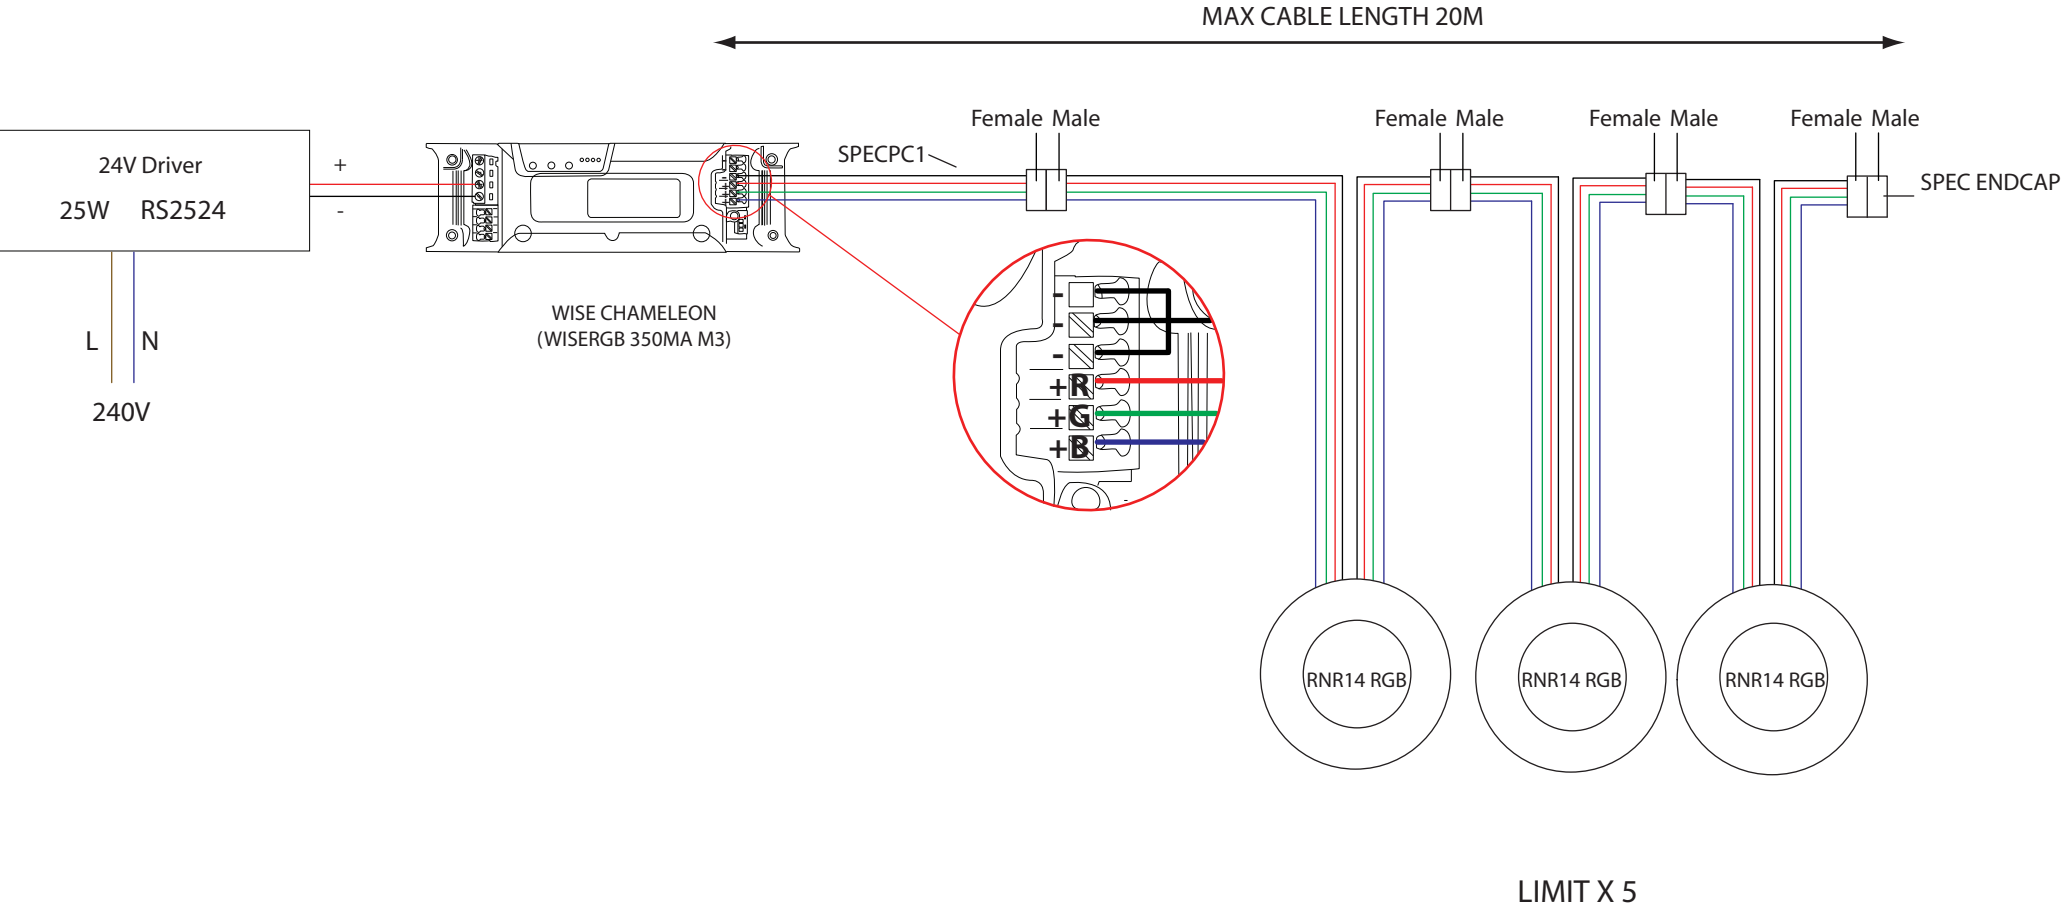 MAX CABLE LENGTH 20M
Female Male
Female Male
Female Male
Female Male
SPECPC1
24V Driver
+
25W RS2524
-
SPEC ENDCAP
WISE CHAMELEON
(WISERGB 350MA M3)
-
-
-
+R
+G
+B
L N
240V
RNR14 RGB
RNR14 RGB
RNR14 RGB
LIMIT X 5